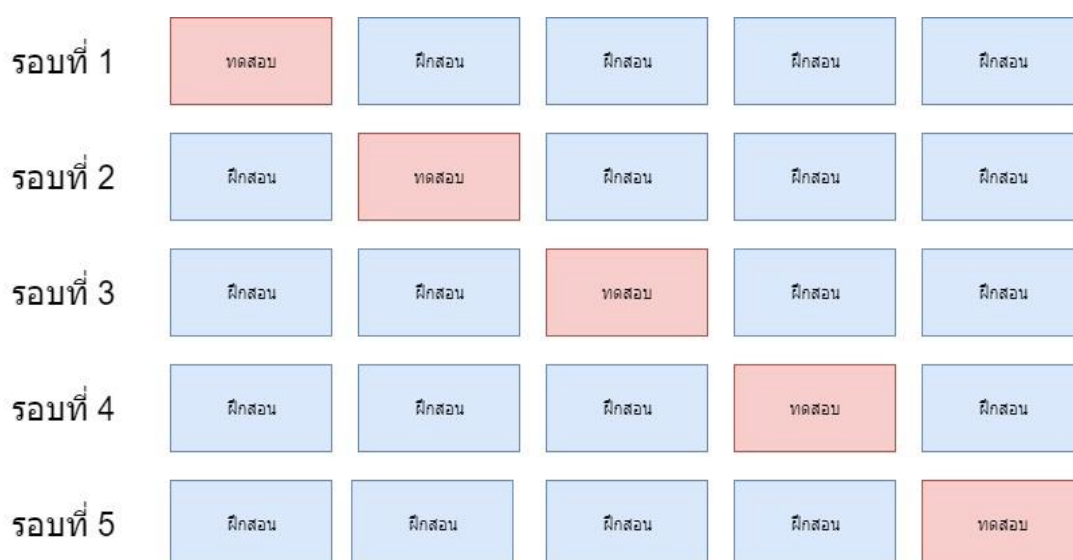 รอบที่ 1 ทดสอบ ฝึกสอน ฝึกสอน ฝึกสอน ฝึกสอน
รอบที่ 2 ฝึกสอน ทดสอบ ฝึกสอน ฝึกสอน ฝึกสอน
รอบที่ 3 ฝึกสอน ฝึกสอน ทดสอบ ฝึกสอน ฝึกสอน
รอบที่ 4 ฝึกสอน ฝึกสอน ฝึกสอน ทดสอบ ฝึกสอน
รอบที่ 5 ฝึกสอน ฝึกสอน ฝึกสอน ฝึกสอน ทดสอบ